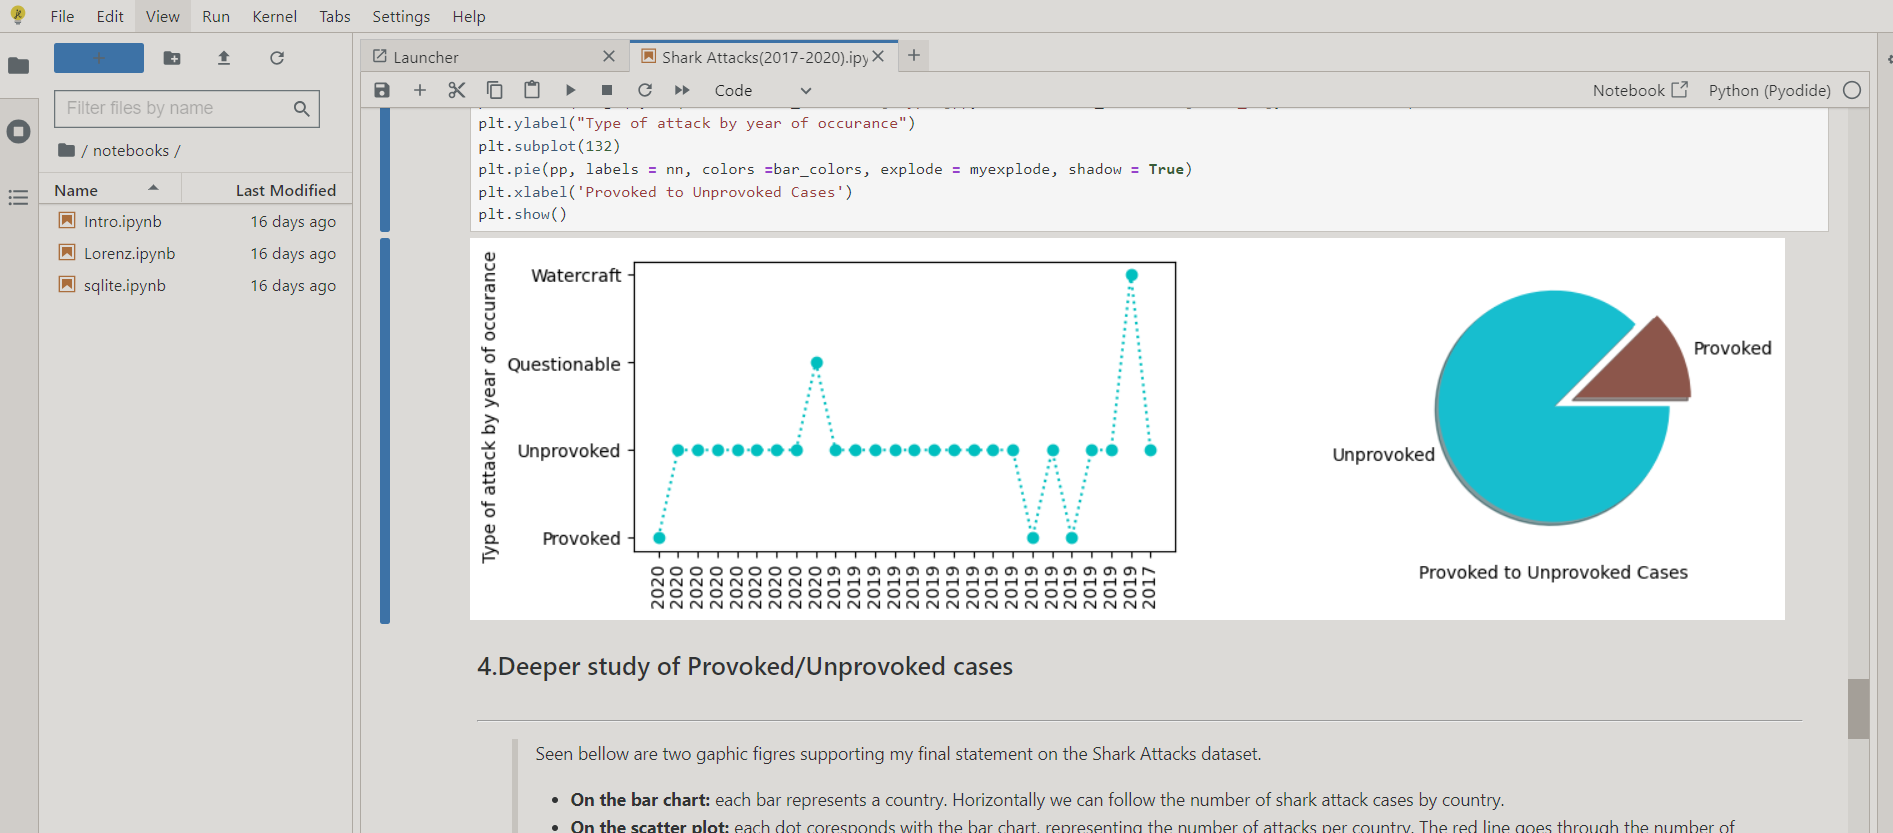 File Edit View Run Kernel Tabs Settings Help
Launcher
Shark Attacks(2017-2020).ipy
Filter files by name
/ notebooks /
Name Last Modified
Intro.ipynb 16 days ago
Lorenz.ipynb 16 days ago
sqlite.ipynb 16 days ago
Code
Notebook
Python (Pyodide)
plt.ylabel("Type of attack by year of occurance")
plt.subplot(132)
plt.pie(pp, labels = nn, colors =bar_colors, explode = myexplode, shadow = True)
plt.xlabel('Provoked to Unprovoked Cases')
plt.show()
Type of attack by year of occurance
Watercraft
Questionable
Unprovoked
Provoked
2020 2020 2020 2020 2020 2020 2020 2020 2020 2019 2019 2019 2019 2019 2019 2019 2019 2019 2019 2019 2019 2019 2019 2019 2019 2017
Provoked
Unprovoked
Provoked to Unprovoked Cases
4.Deeper study of Provoked/Unprovoked cases
Seen bellow are two gaphic figres supporting my final statement on the Shark Attacks dataset.
• On the bar chart: each bar represents a country. Horizontally we can follow the number of shark attack cases by country.
• On the scatter plot: each dot coresponds with the bar chart, representing the number of attacks per country. The red line goes through the number of